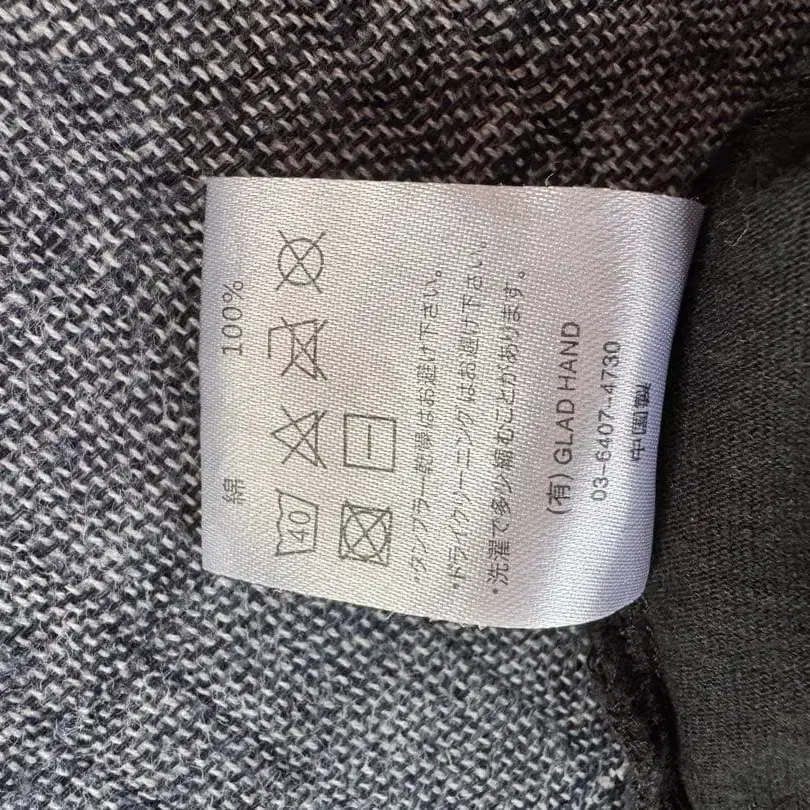 綿 100%
40
・タンブラー乾燥はお避け下さい。
・ドライクリーニングはお避け下さい。
・洗濯で多少縮むことがあります。
(有) GLAD HAND
03-6407-4730
中国製